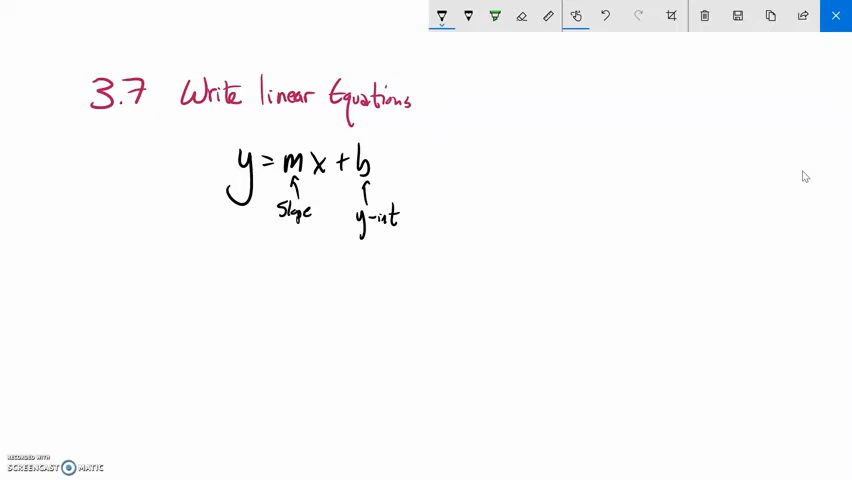 3.7 Write linear Equations
y = mx + b
Slope y-int
RECORDED WITH
SCREENCAST MATIC